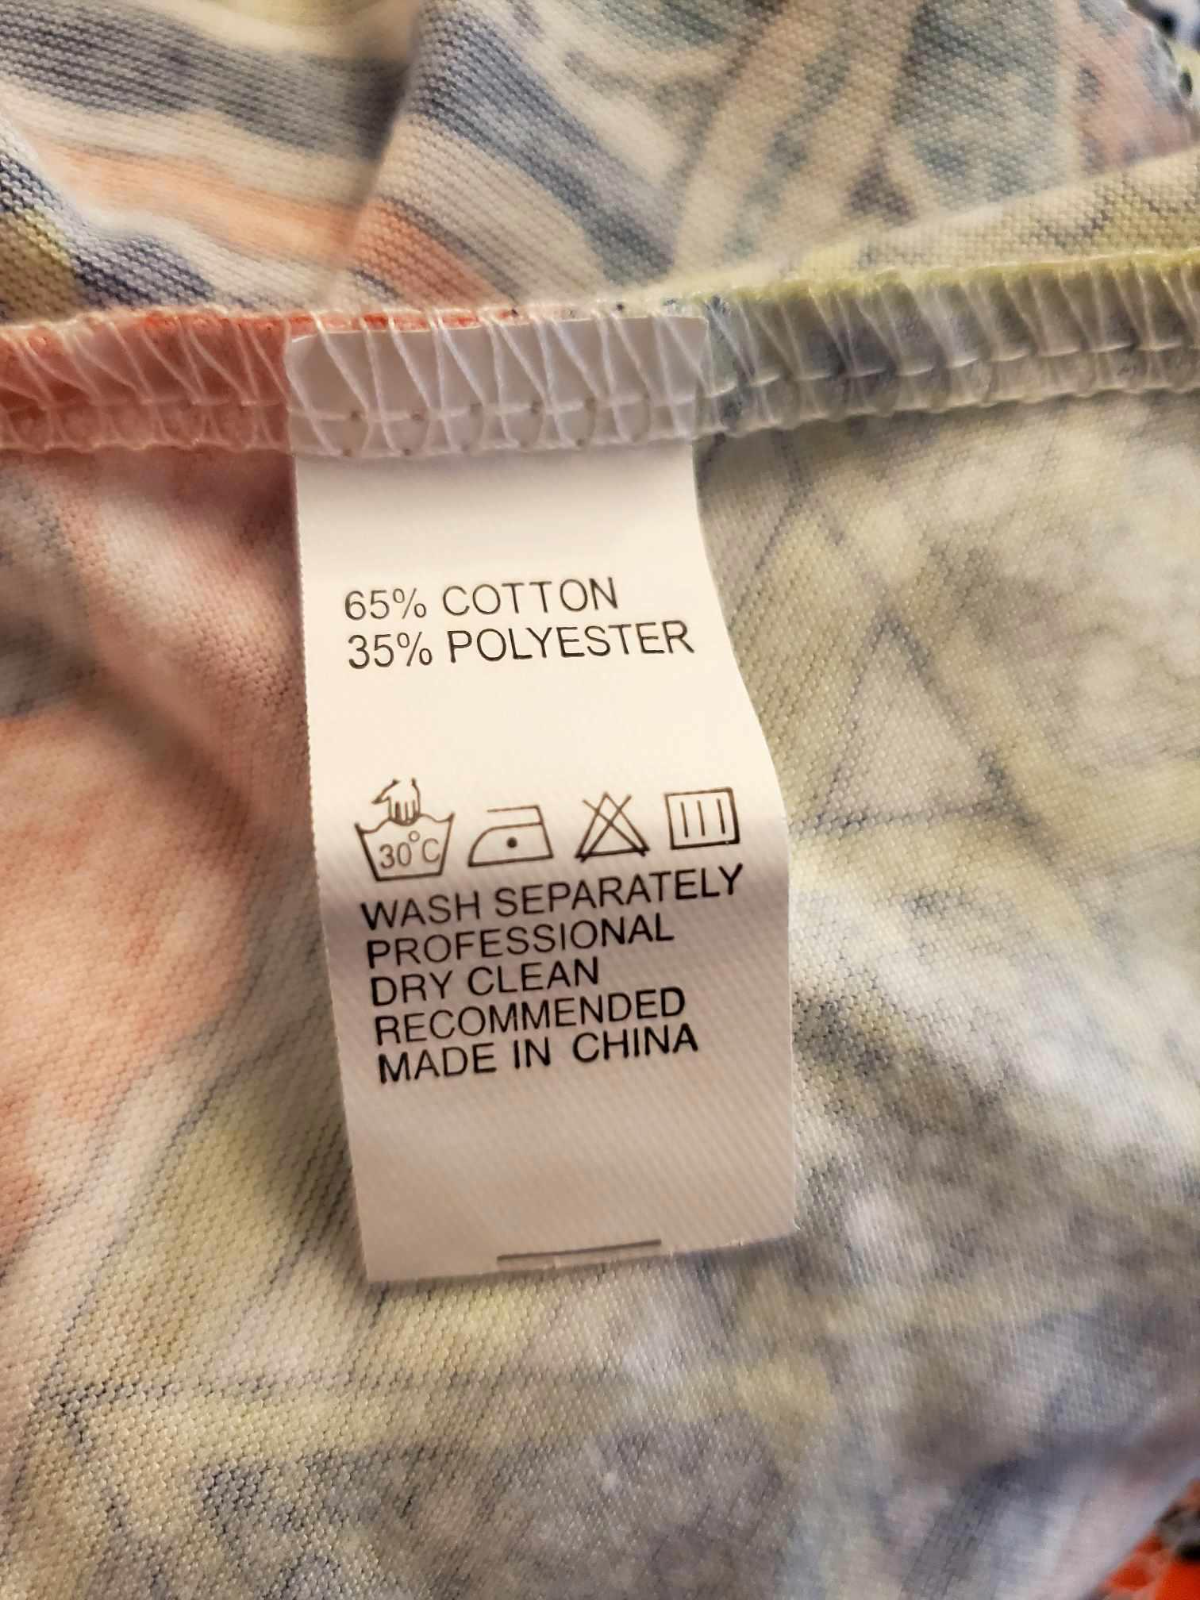 65% COTTON
35% POLYESTER
30°C
WASH SEPARATELY
PROFESSIONAL
DRY CLEAN
RECOMMENDED
MADE IN CHINA